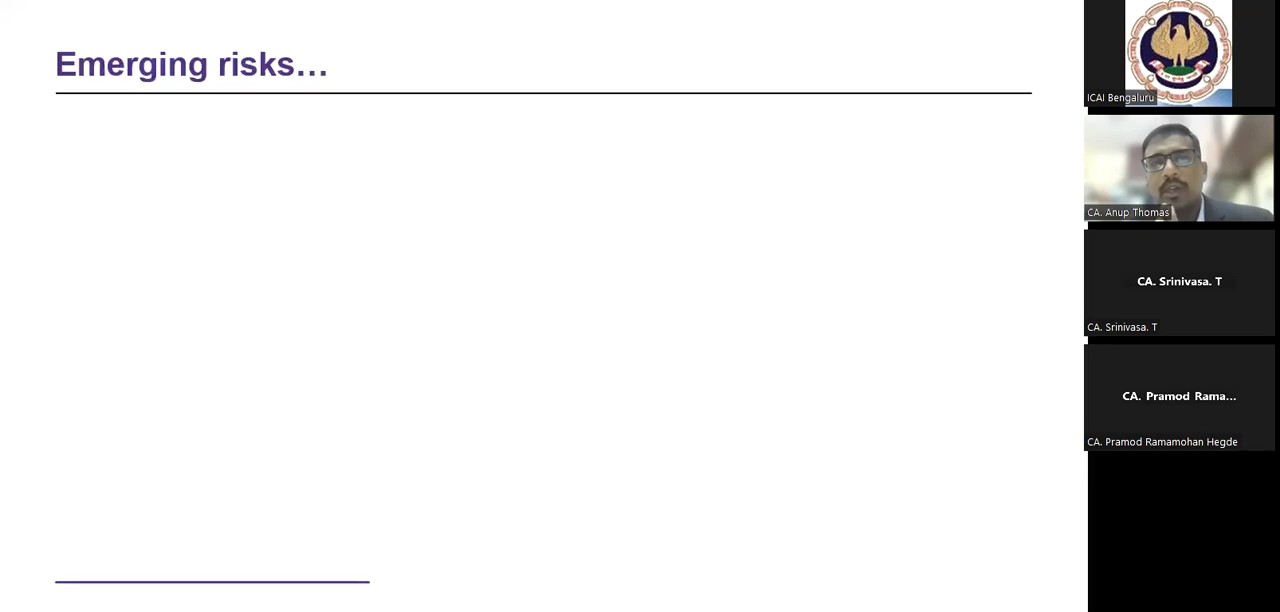 Emerging risks…
ICAI Bengaluru
CA. Anup Thomas
CA. Srinivasa. T
CA. Srinivasa. T
CA. Pramod Rama...
CA. Pramod Ramamohan Hegde